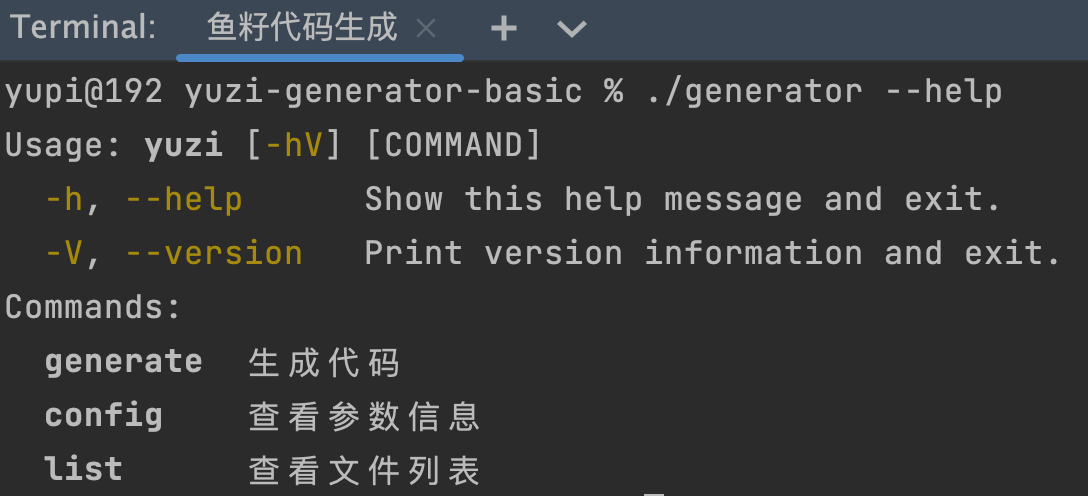 Terminal: 鱼籽代码生成
yupi@192 yuzi-generator-basic % ./generator --help
Usage: yuzi [-hV] [COMMAND]
-h, --help Show this help message and exit.
-V, --version Print version information and exit.
Commands:
generate 生成代码
config 查看参数信息
list 查看文件列表